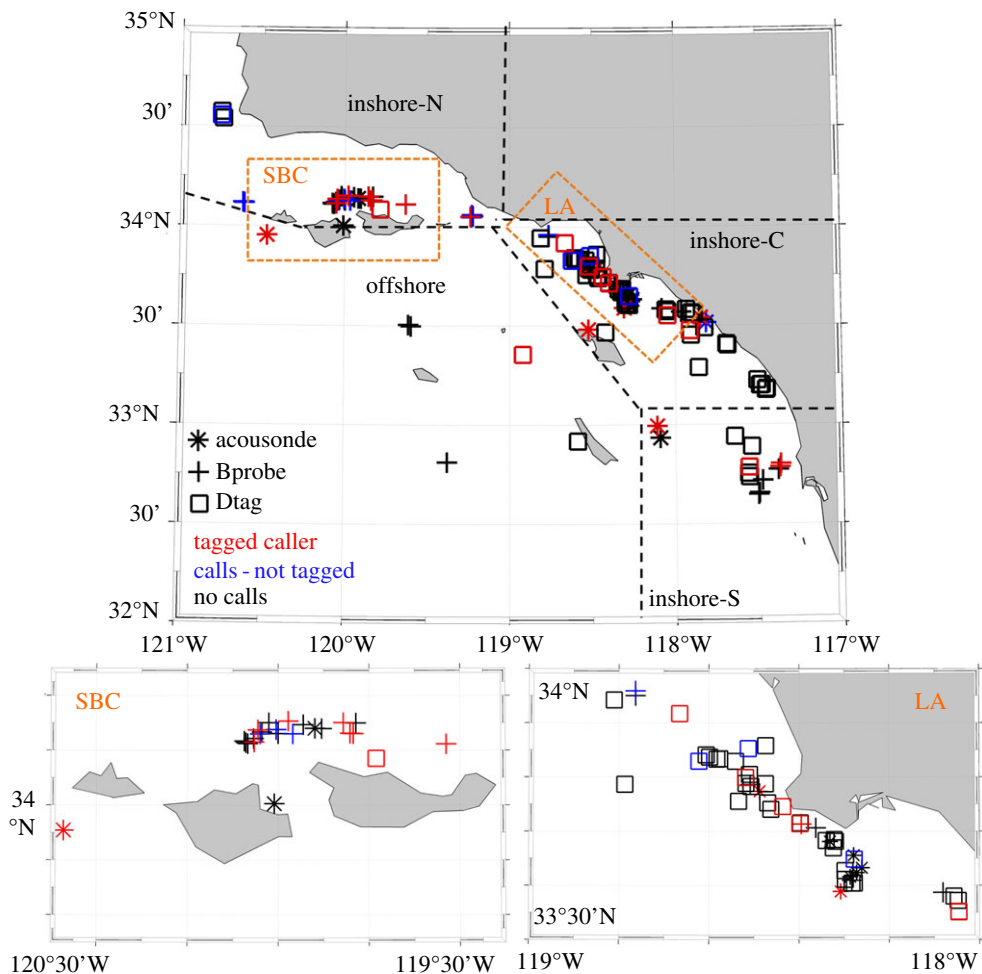 35°N
inshore-N
30'
SBC
LA
34°N
inshore-C
offshore
30'
33°N
acousonde
Bprobe
Dtag
30'
tagged caller
calls - not tagged
no calls
inshore-S
32°N
121°W
120°W
119°W
118°W
117°W
SBC
34
°N
120°30'W
119°30'W
34°N
LA
33°30'N
119°W
118°W